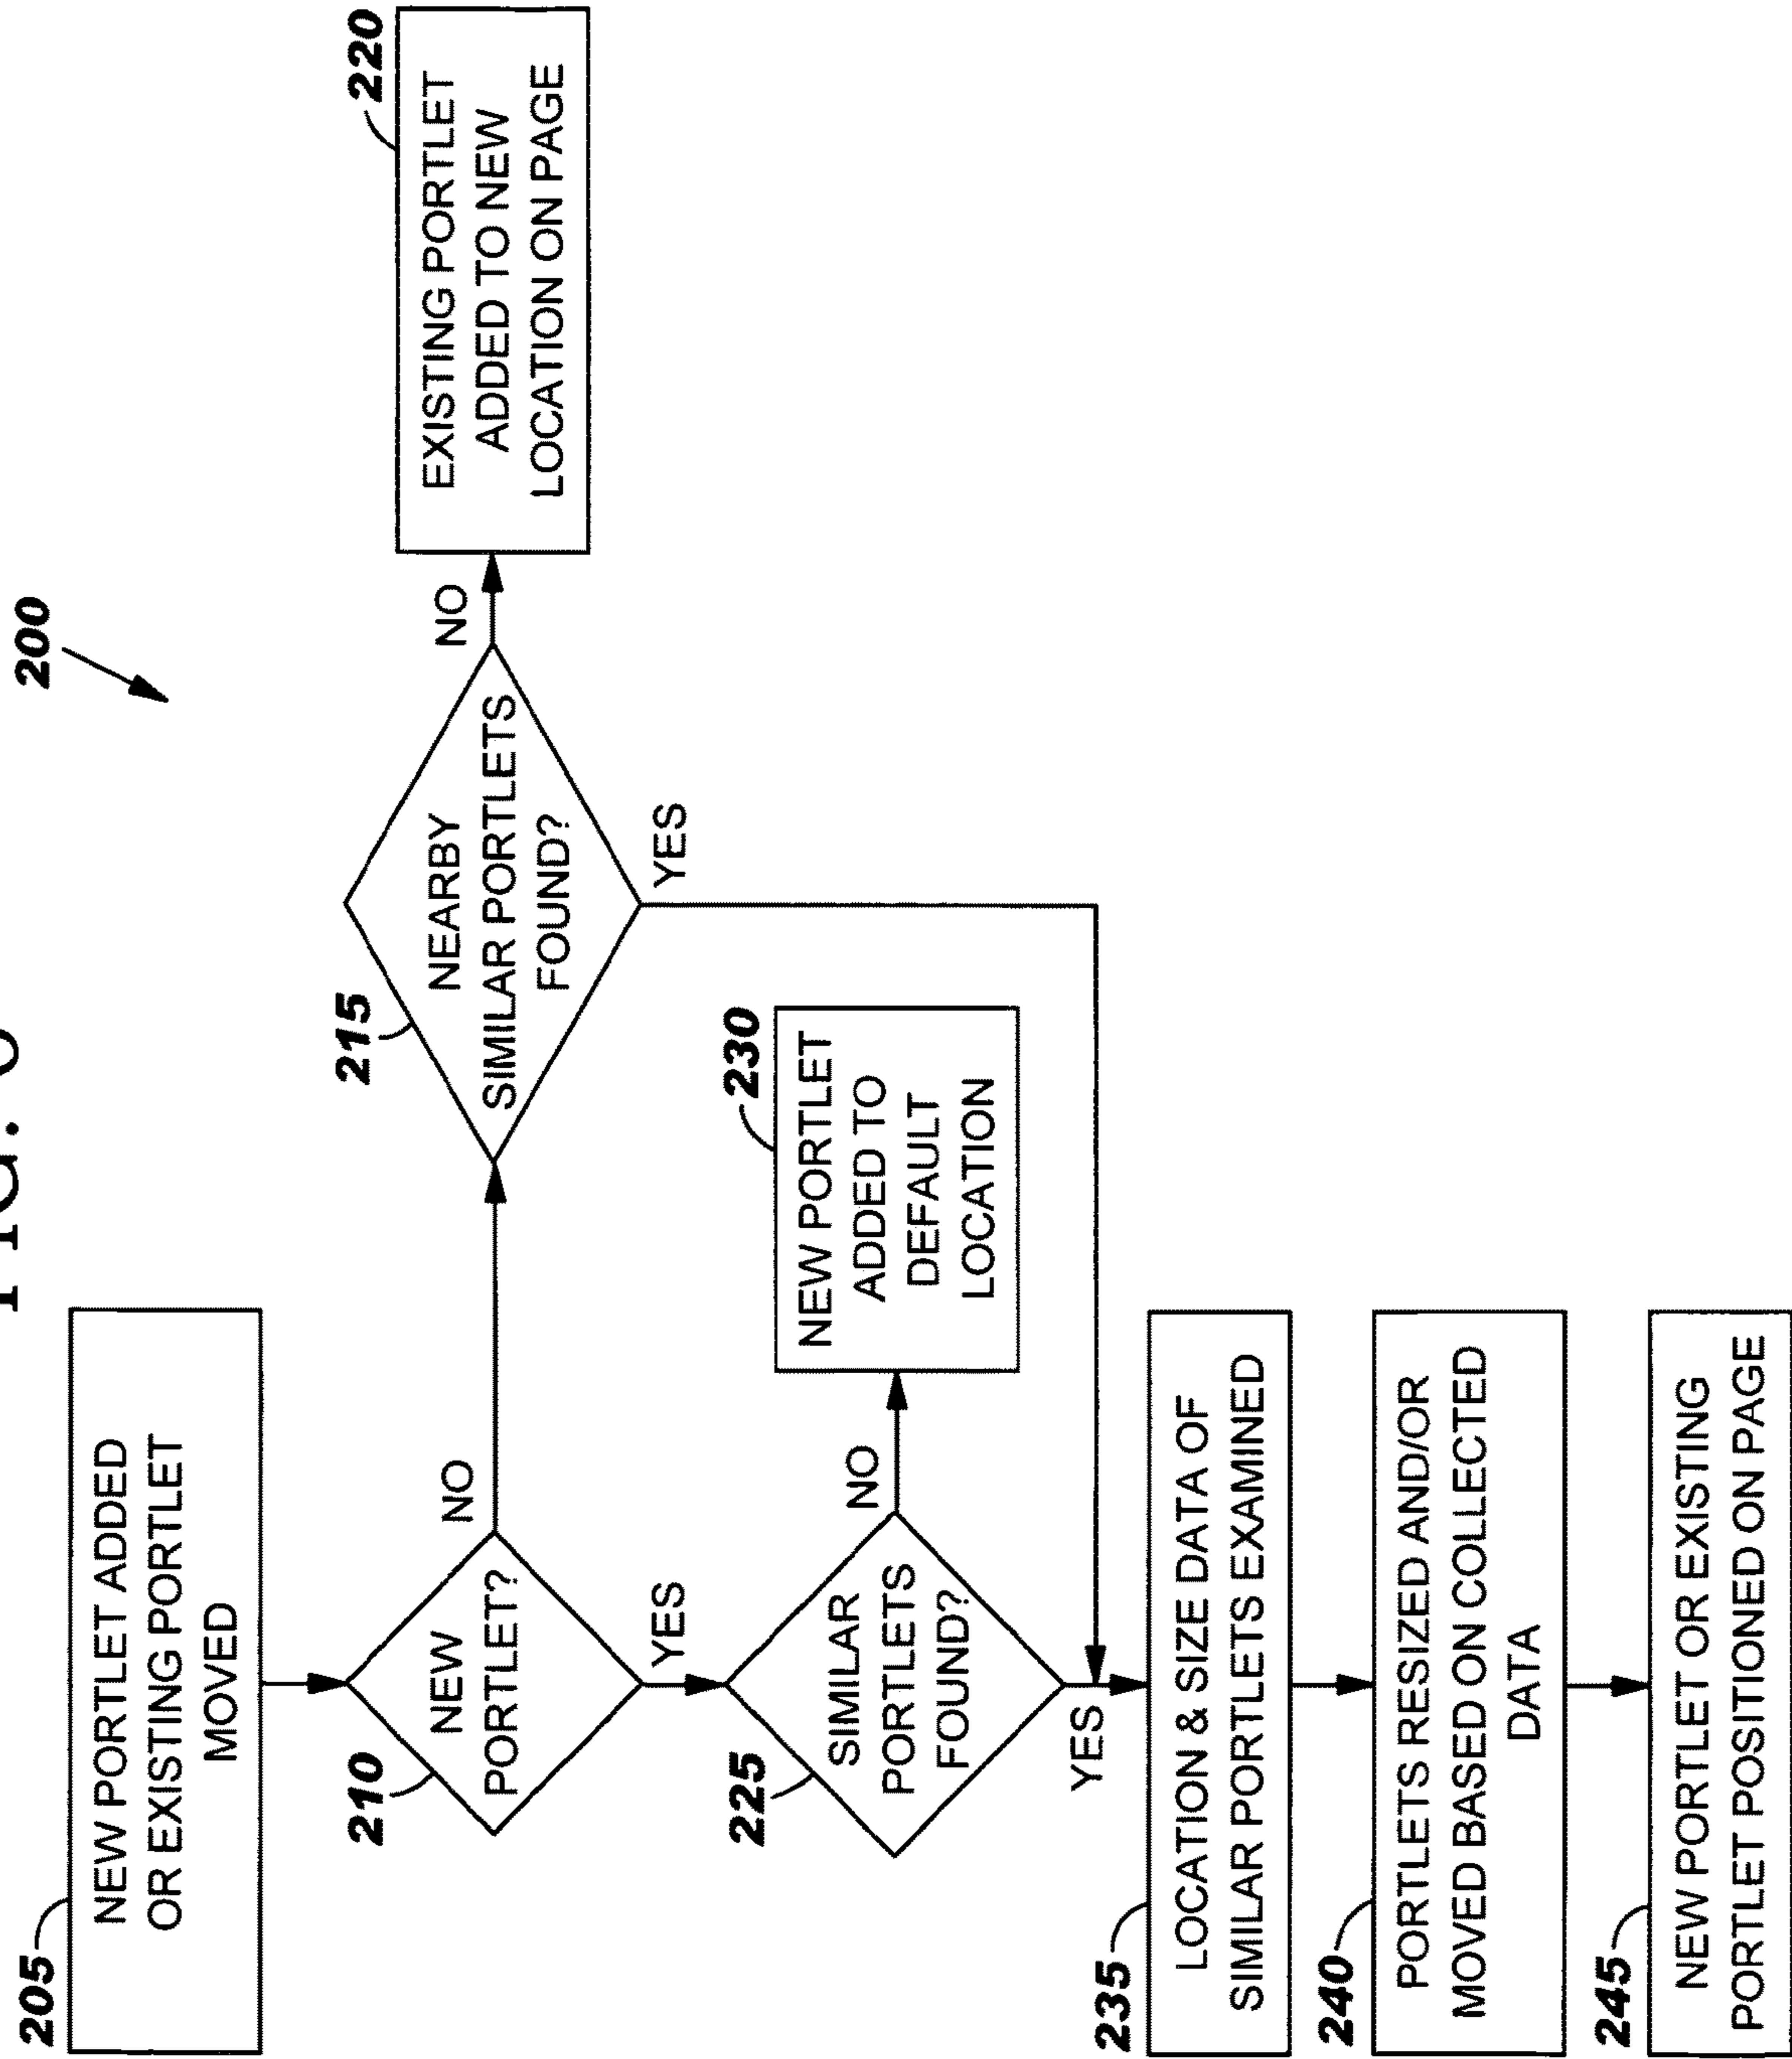 FIG.
200
205
NEW PORTLET ADDED
OR EXISTING PORTLET
MOVED
210
NEW
PORTLET?
NO
YES
215
NEARBY
SIMILAR PORTLETS
FOUND?
NO
YES
220
EXISTING PORTLET
ADDED TO NEW
LOCATION ON PAGE
225
SIMILAR
PORTLETS
FOUND?
NO
YES
230
NEW PORTLET
ADDED TO
DEFAULT
LOCATION
235
LOCATION & SIZE DATA OF
SIMILAR PORTLETS EXAMINED
240
PORTLETS RESIZED AND/OR
MOVED BASED ON COLLECTED
DATA
245
NEW PORTLET OR EXISTING
PORTLET POSITIONED ON PAGE